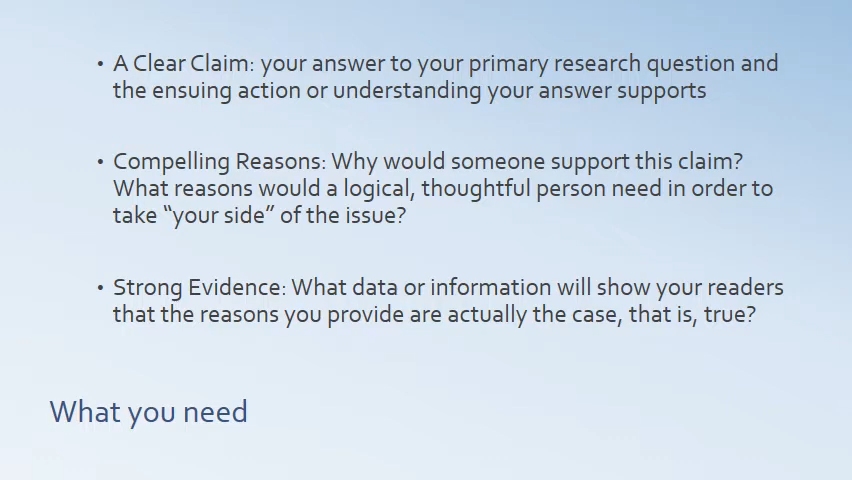 • A Clear Claim: your answer to your primary research question and
the ensuing action or understanding your answer supports
• Compelling Reasons: Why would someone support this claim?
What reasons would a logical, thoughtful person need in order to
take “your side” of the issue?
• Strong Evidence: What data or information will show your readers
that the reasons you provide are actually the case, that is, true?
What you need